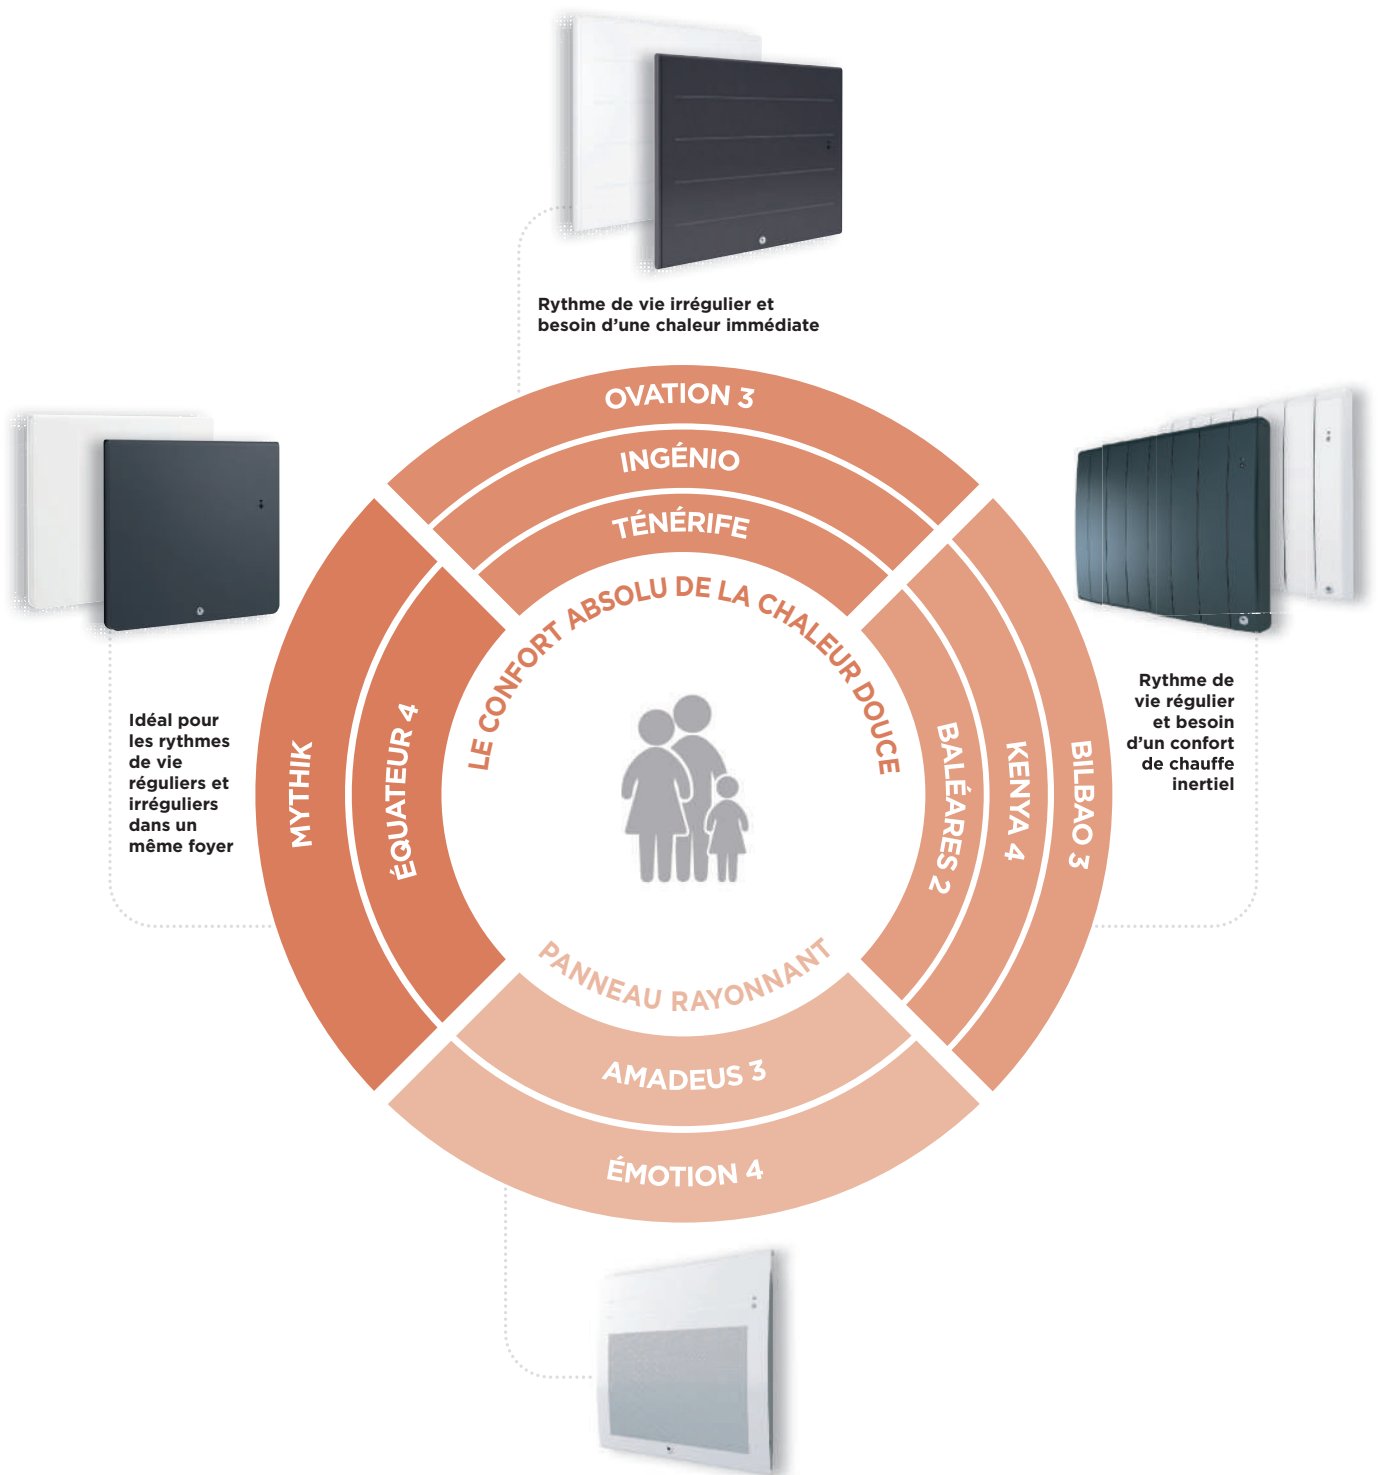 Rythme de vie irrégulier et
besoin d’une chaleur immédiate
OVATION 3
INGÉNIO
TÉNÉRIFE
LE CONFORT ABSOLU DE LA CHALEUR DOUCE
Idéal pour
les rythmes
de vie
réguliers et
irréguliers
dans un
même foyer
MYTHIK
ÉQUATEUR 4
BALÉARES 2
KENYA 4
BILBAO 3
Rythme de
vie régulier
et besoin
d’un confort
de chauffe
inertiel
PANNEAU RAYONNANT
AMADEUS 3
ÉMOTION 4